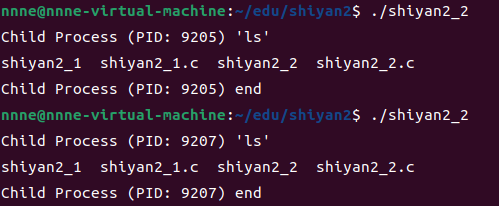 nnne@nnne-virtual-machine:~/edu/shiyan2$ ./shiyan2_2
Child Process (PID: 9205) 'ls'
shiyan2_1  shiyan2_1.c  shiyan2_2  shiyan2_2.c
Child Process (PID: 9205) end
nnne@nnne-virtual-machine:~/edu/shiyan2$ ./shiyan2_2
Child Process (PID: 9207) 'ls'
shiyan2_1  shiyan2_1.c  shiyan2_2  shiyan2_2.c
Child Process (PID: 9207) end